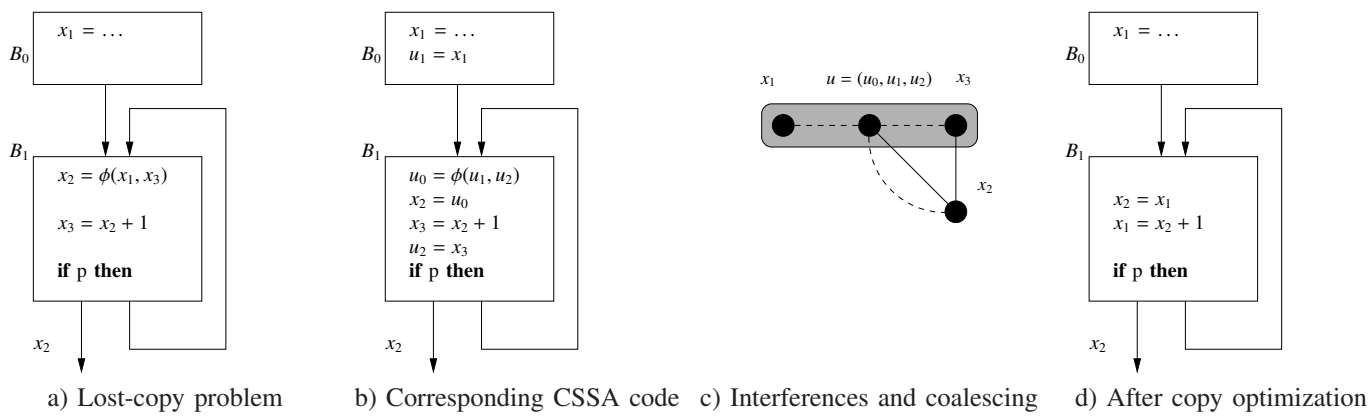 B₀
x₁ = …
B₁
x₂ = ϕ(x₁, x₃)
x₃ = x₂ + 1
if p then
x₂
a) Lost-copy problem
B₀
x₁ = …
u₁ = x₁
B₁
u₀ = ϕ(u₁, u₂)
x₂ = u₀
x₃ = x₂ + 1
u₂ = x₃
if p then
x₂
b) Corresponding CSSA code
x₁
u = (u₀, u₁, u₂)
x₃
x₂
c) Interferences and coalescing
B₀
x₁ = …
B₁
x₂ = x₁
x₁ = x₂ + 1
if p then
x₂
d) After copy optimization